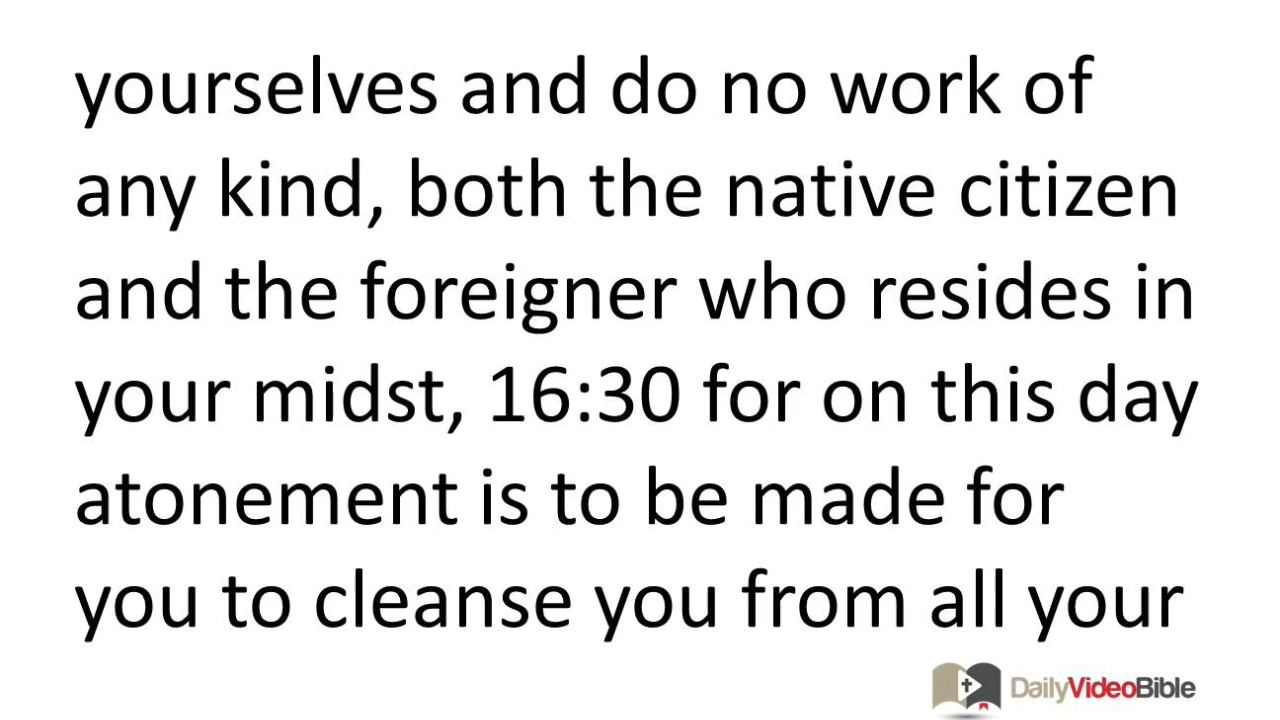 yourselves and do no work of
any kind, both the native citizen
and the foreigner who resides in
your midst, 16:30 for on this day
atonement is to be made for
you to cleanse you from all your
DailyVideoBible